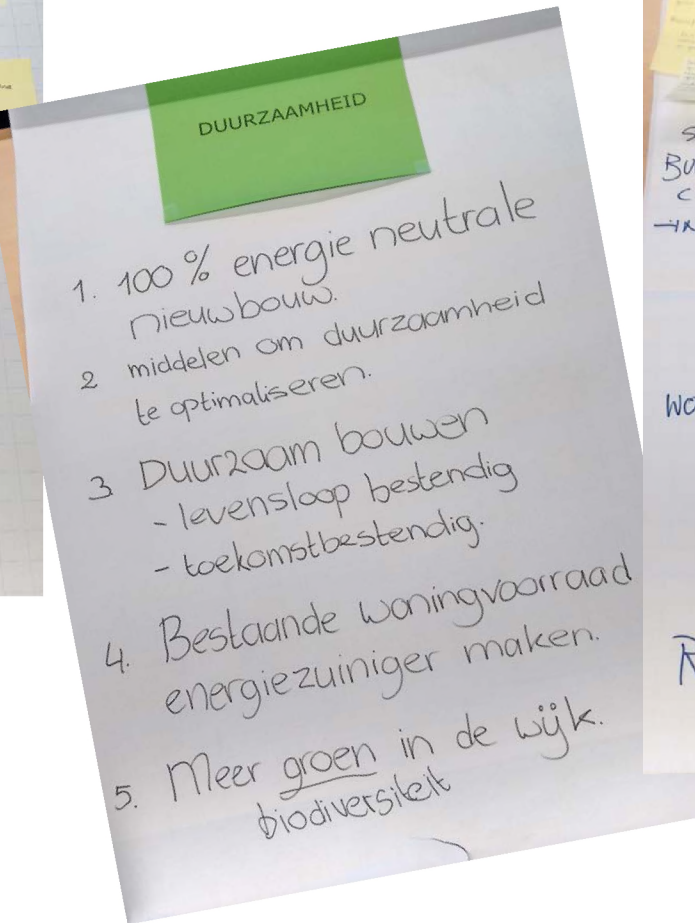 DUURZAAMHEID
1. 100% energie neutrale
nieuwbouw.
2 middelen om duurzaamheid
te optimaliseren.
3 Duurzaam bouwen
- levensloop bestendig
- toekomstbestendig.
4. Bestaande woningvoorraad
energiezuiniger maken.
5. Meer groen in de wijk.
biodiversiteit